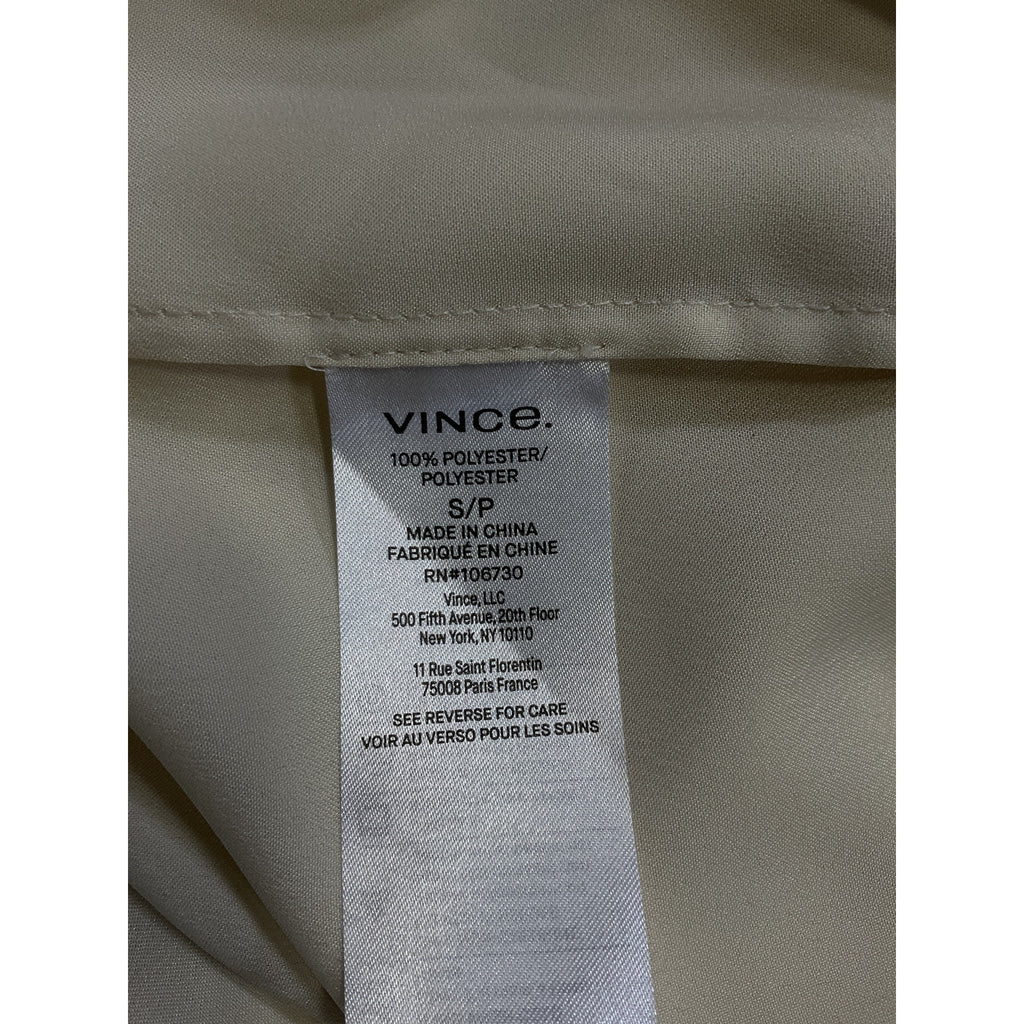 VINCE.
100% POLYESTER/
POLYESTER
S/P
MADE IN CHINA
FABRIQUÉ EN CHINE
RN#106730
Vince, LLC
500 Fifth Avenue, 20th Floor
New York, NY 10110
11 Rue Saint Florentin
75008 Paris France
SEE REVERSE FOR CARE
VOIR AU VERSO POUR LES SOINS